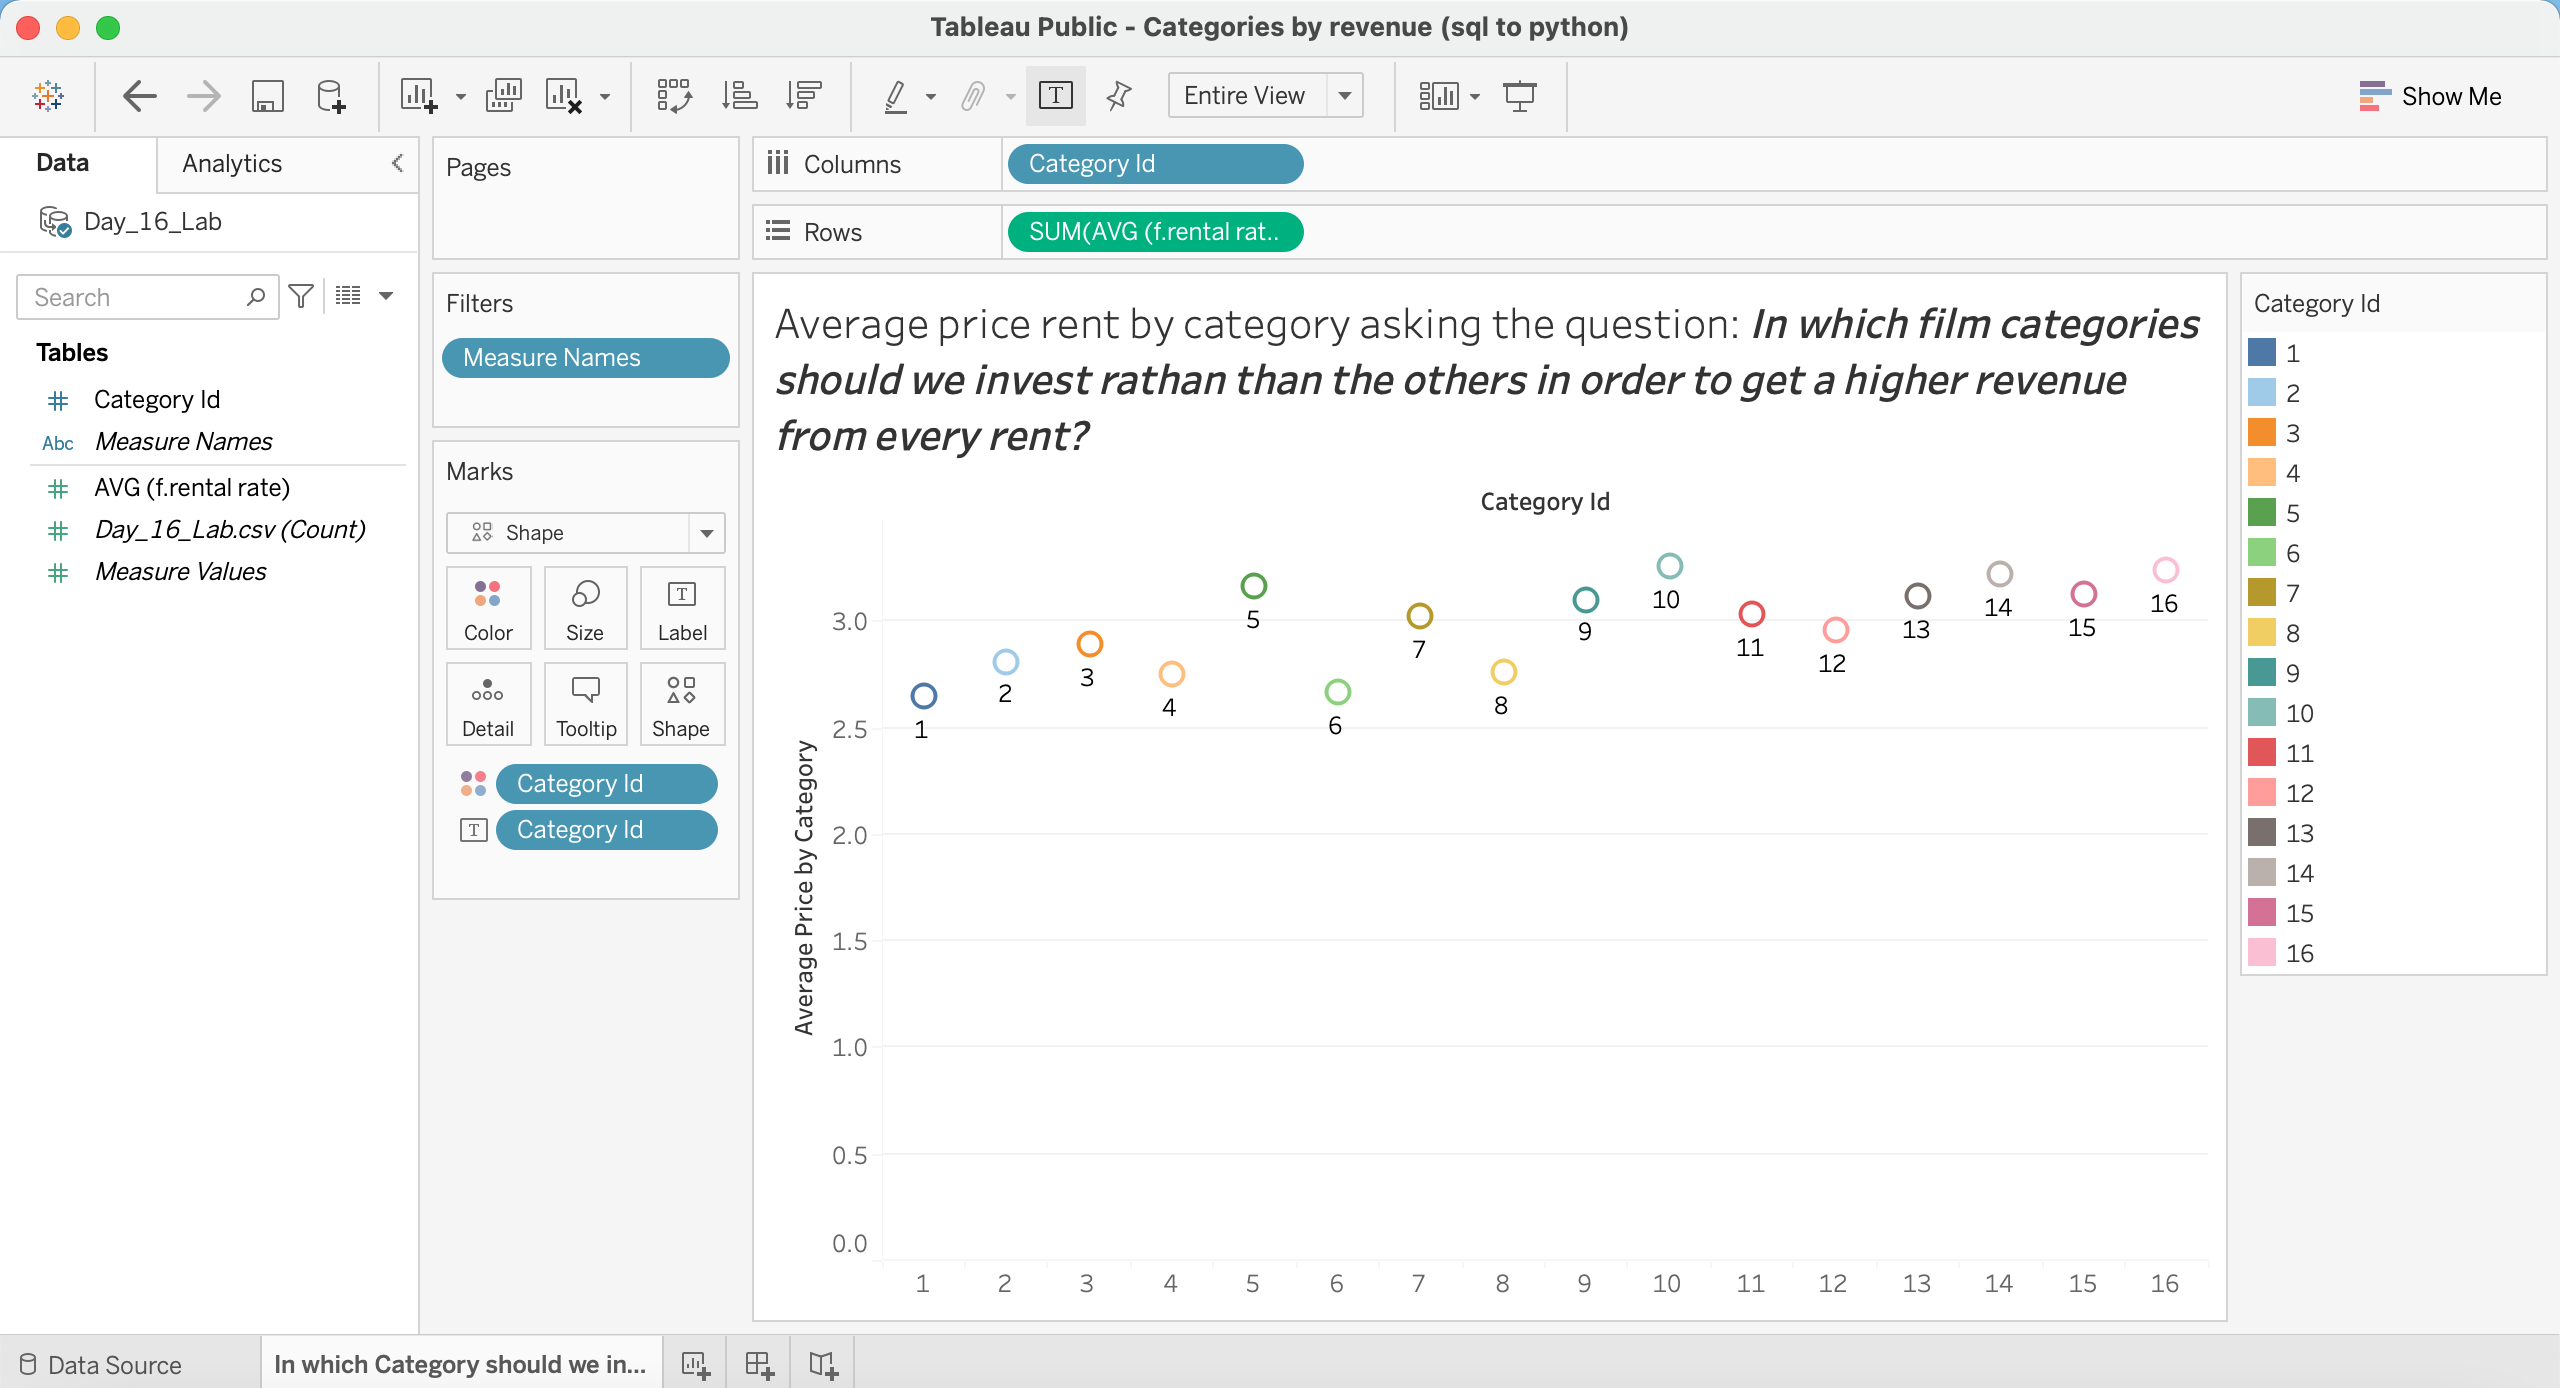 Tableau Public - Categories by revenue (sql to python)
Entire View
Show Me
Data
Analytics
Day_16_Lab
Search
Tables
Category Id
Abc Measure Names
AVG (f.rental rate)
Day_16_Lab.csv (Count)
Measure Values
Pages
Filters
Measure Names
Marks
Shape
Color
Size
T
Label
Detail
Tooltip
Shape
Category Id
T Category Id
Columns
Category Id
Rows
SUM(AVG (f.rental rat..
T
Average price rent by category asking the question: In which film categories
should we invest rathan than the others in order to get a higher revenue
from every rent?
Category Id
Average Price by Category
3.0
2.5
2.0
1.5
1.0
0.5
0.0
1
2
3
4
5
6
7
8
9
10
11
12
13
14
15
16
1 2 3 4 5 6 7 8 9 10 11 12 13 14 15 16
Category Id
1
2
3
4
5
6
7
8
9
10
11
12
13
14
15
16
Data Source
In which Category should we in...